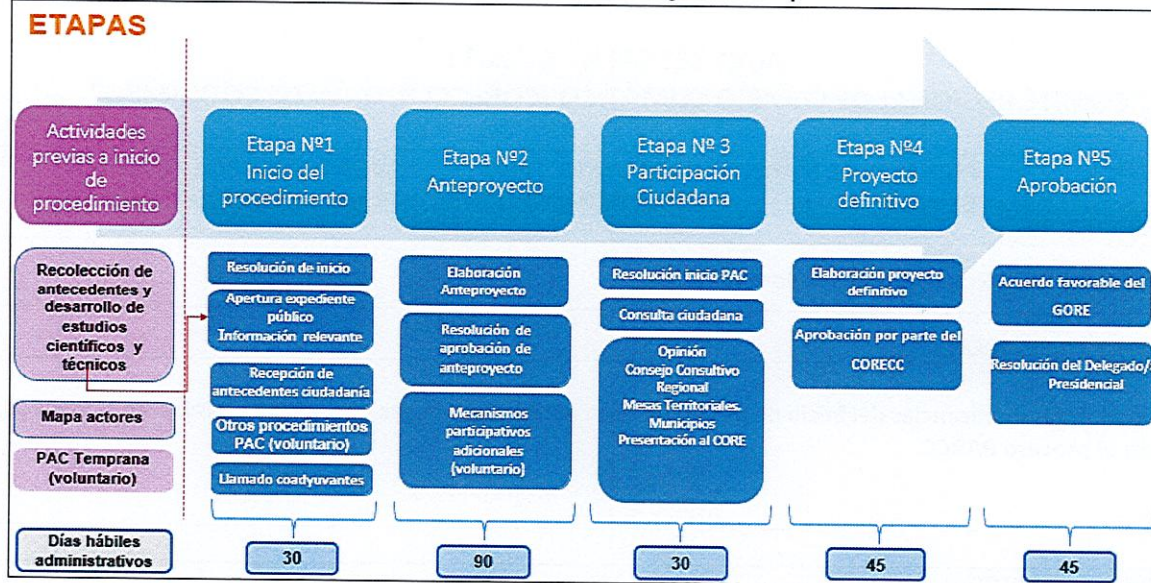 ETAPAS
Actividades
previas a inicio
de
procedimiento
Etapa Nº1
Inicio del
procedimiento
Etapa Nº2
Anteproyecto
Etapa Nº 3
Participación
Ciudadana
Etapa Nº4
Proyecto
definitivo
Etapa Nº5
Aprobación
Recolección de
antecedentes y
desarrollo de
estudios
científicos y
técnicos
Mapa actores
PAC Temprana
(voluntario)
Resolución de inicio
Apertura expediente
público
Información relevante
Recepción de
antecedentes ciudadanía
Otros procedimientos
PAC (voluntario)
Llamado coadyuvantes
Elaboración
Anteproyecto
Resolución de
aprobación de
anteproyecto
Mecanismos
participativos
adicionales
(voluntario)
Resolución inicio PAC
Consulta ciudadana
Opinión
Consejo Consultivo
Regional
Mesas Territoriales.
Municipios
Presentación al CORE
Elaboración proyecto
definitivo
Aprobación por parte del
CORECC
Acuerdo favorable del
GORE
Resolución del Delegado/
Presidencial
Días hábiles
administrativos
30
90
30
45
45